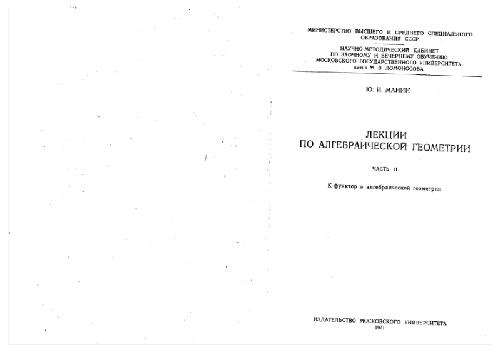 МИНИСТЕРСТВО ВЫСШЕГО И СРЕДНЕГО СПЕЦИАЛЬНОГО
ОБРАЗОВАНИЯ СССР
НАУЧНО-МЕТОДИЧЕСКИЙ КАБИНЕТ
ПО ЗАОЧНОМУ И ВЕЧЕРНЕМУ ОБУЧЕНИЮ
МОСКОВСКОГО ГОСУДАРСТВЕННОГО УНИВЕРСИТЕТА
имени М. В. ЛОМОНОСОВА
Ю. И. МАНИН
ЛЕКЦИИ
ПО АЛГЕБРАИЧЕСКОЙ ГЕОМЕТРИИ
ЧАСТЬ II
К-функтор в алгебраической геометрии
ИЗДАТЕЛЬСТВО МОСКОВСКОГО УНИВЕРСИТЕТА
1971